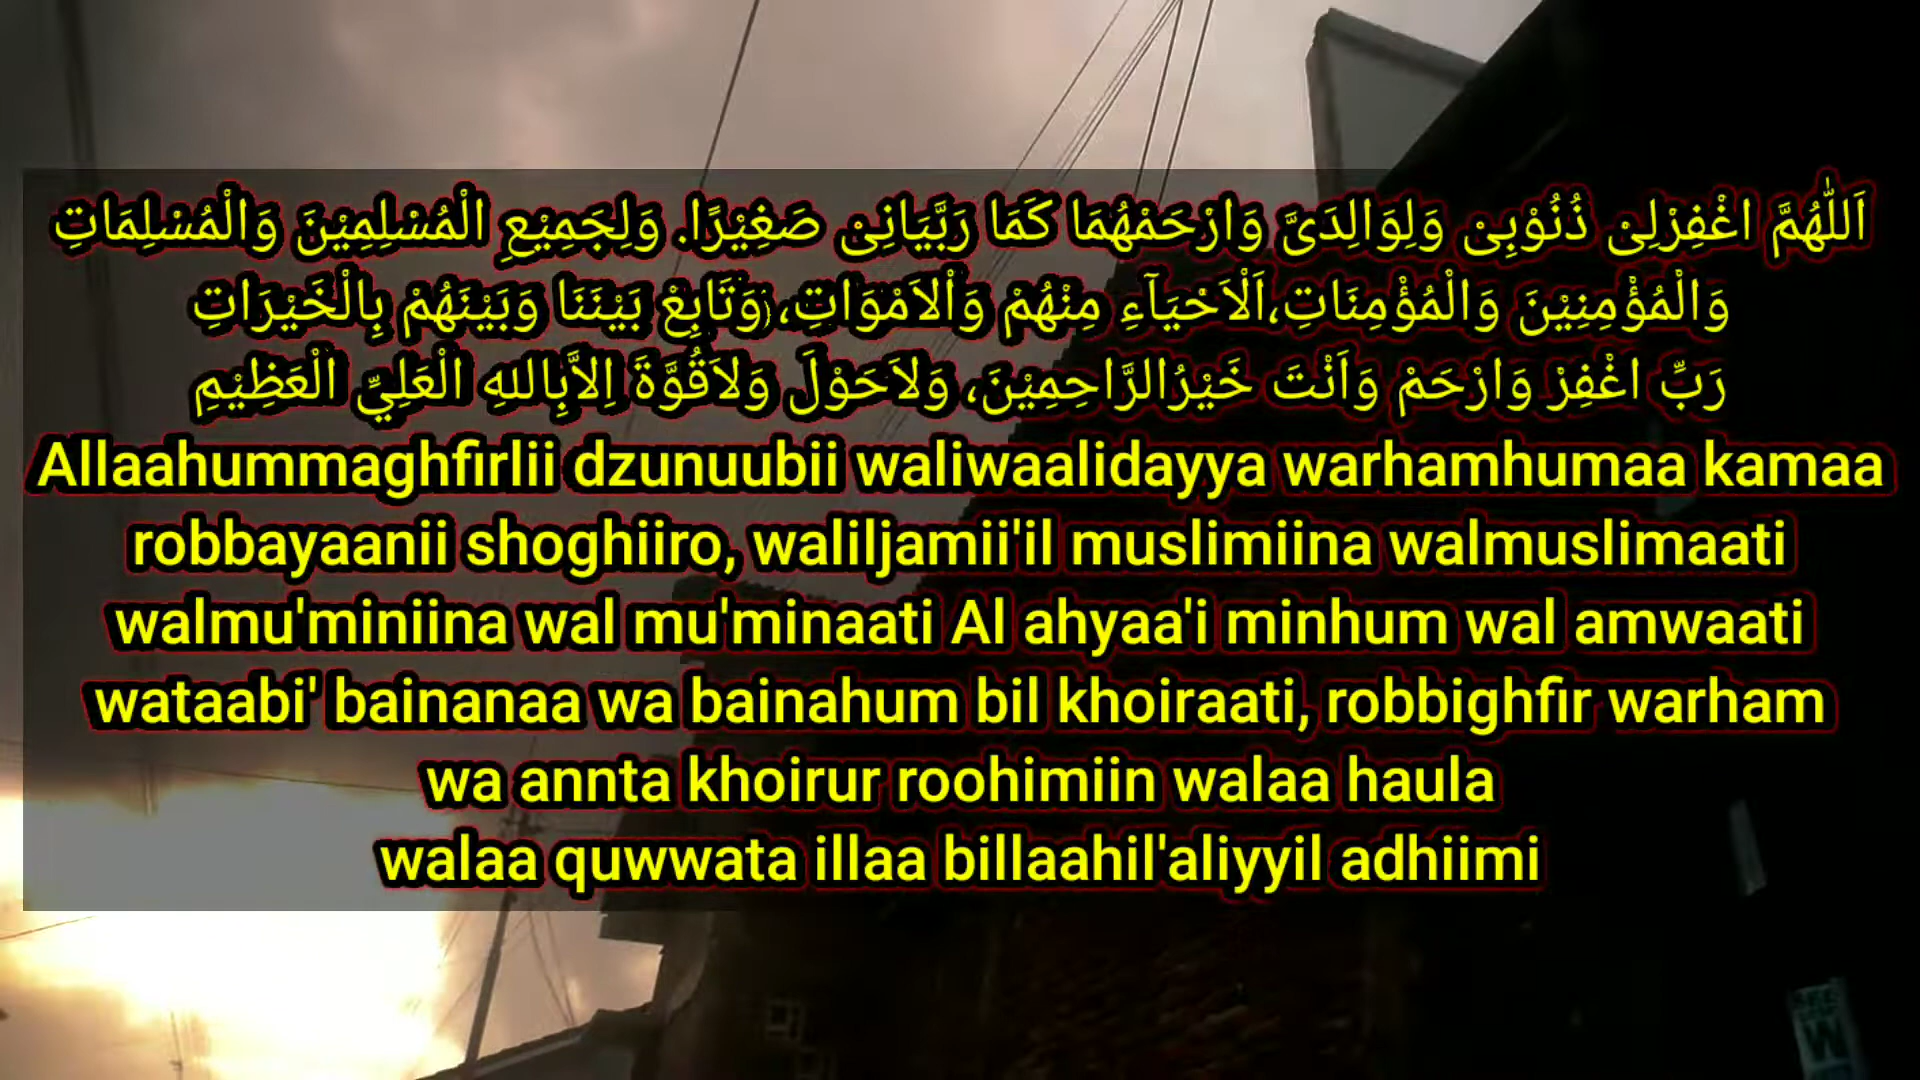 اَللّٰهُمَّ اغْفِرْلِىْ ذُنُوْبِىْ وَلِوَالِدَىَّ وَارْحَمْهُمَا كَمَا رَبَّيَانِىْ صَغِيْرًا. وَلِجَمِيْعِ الْمُسْلِمِيْنَ وَالْمُسْلِمَاتِ
وَالْمُؤْمِنِيْنَ وَالْمُؤْمِنَاتِ،اَلْاَحْيَآءِ مِنْهُمْ وَاْلاَمْوَاتِ، وَتَابِعْ بَيْنَنَا وَبَيْنَهُمْ بِالْخَيْرَاتِ
رَبِّ اغْفِرْ وَارْحَمْ وَاَنْتَ خَيْرُالرَّاحِمِيْنَ، وَلاَحَوْلَ وَلاَقُوَّةَ اِلاَّبِاللهِ الْعَلِيِّ الْعَظِيْمِ
Allaahummaghfirlii dzunuubii waliwaalidayya warhamhumaa kamaa
robbayaanii shoghiiro, waliljamii'il muslimiina walmuslimaati
walmu'miniina wal mu'minaati Al ahyaa'i minhum wal amwaati
wataabi' bainanaa wa bainahum bil khoiraati, robbighfir warham
wa annta khoirur roohimiin walaa haula
walaa quwwata illaa billaahil'aliyyil adhiimi